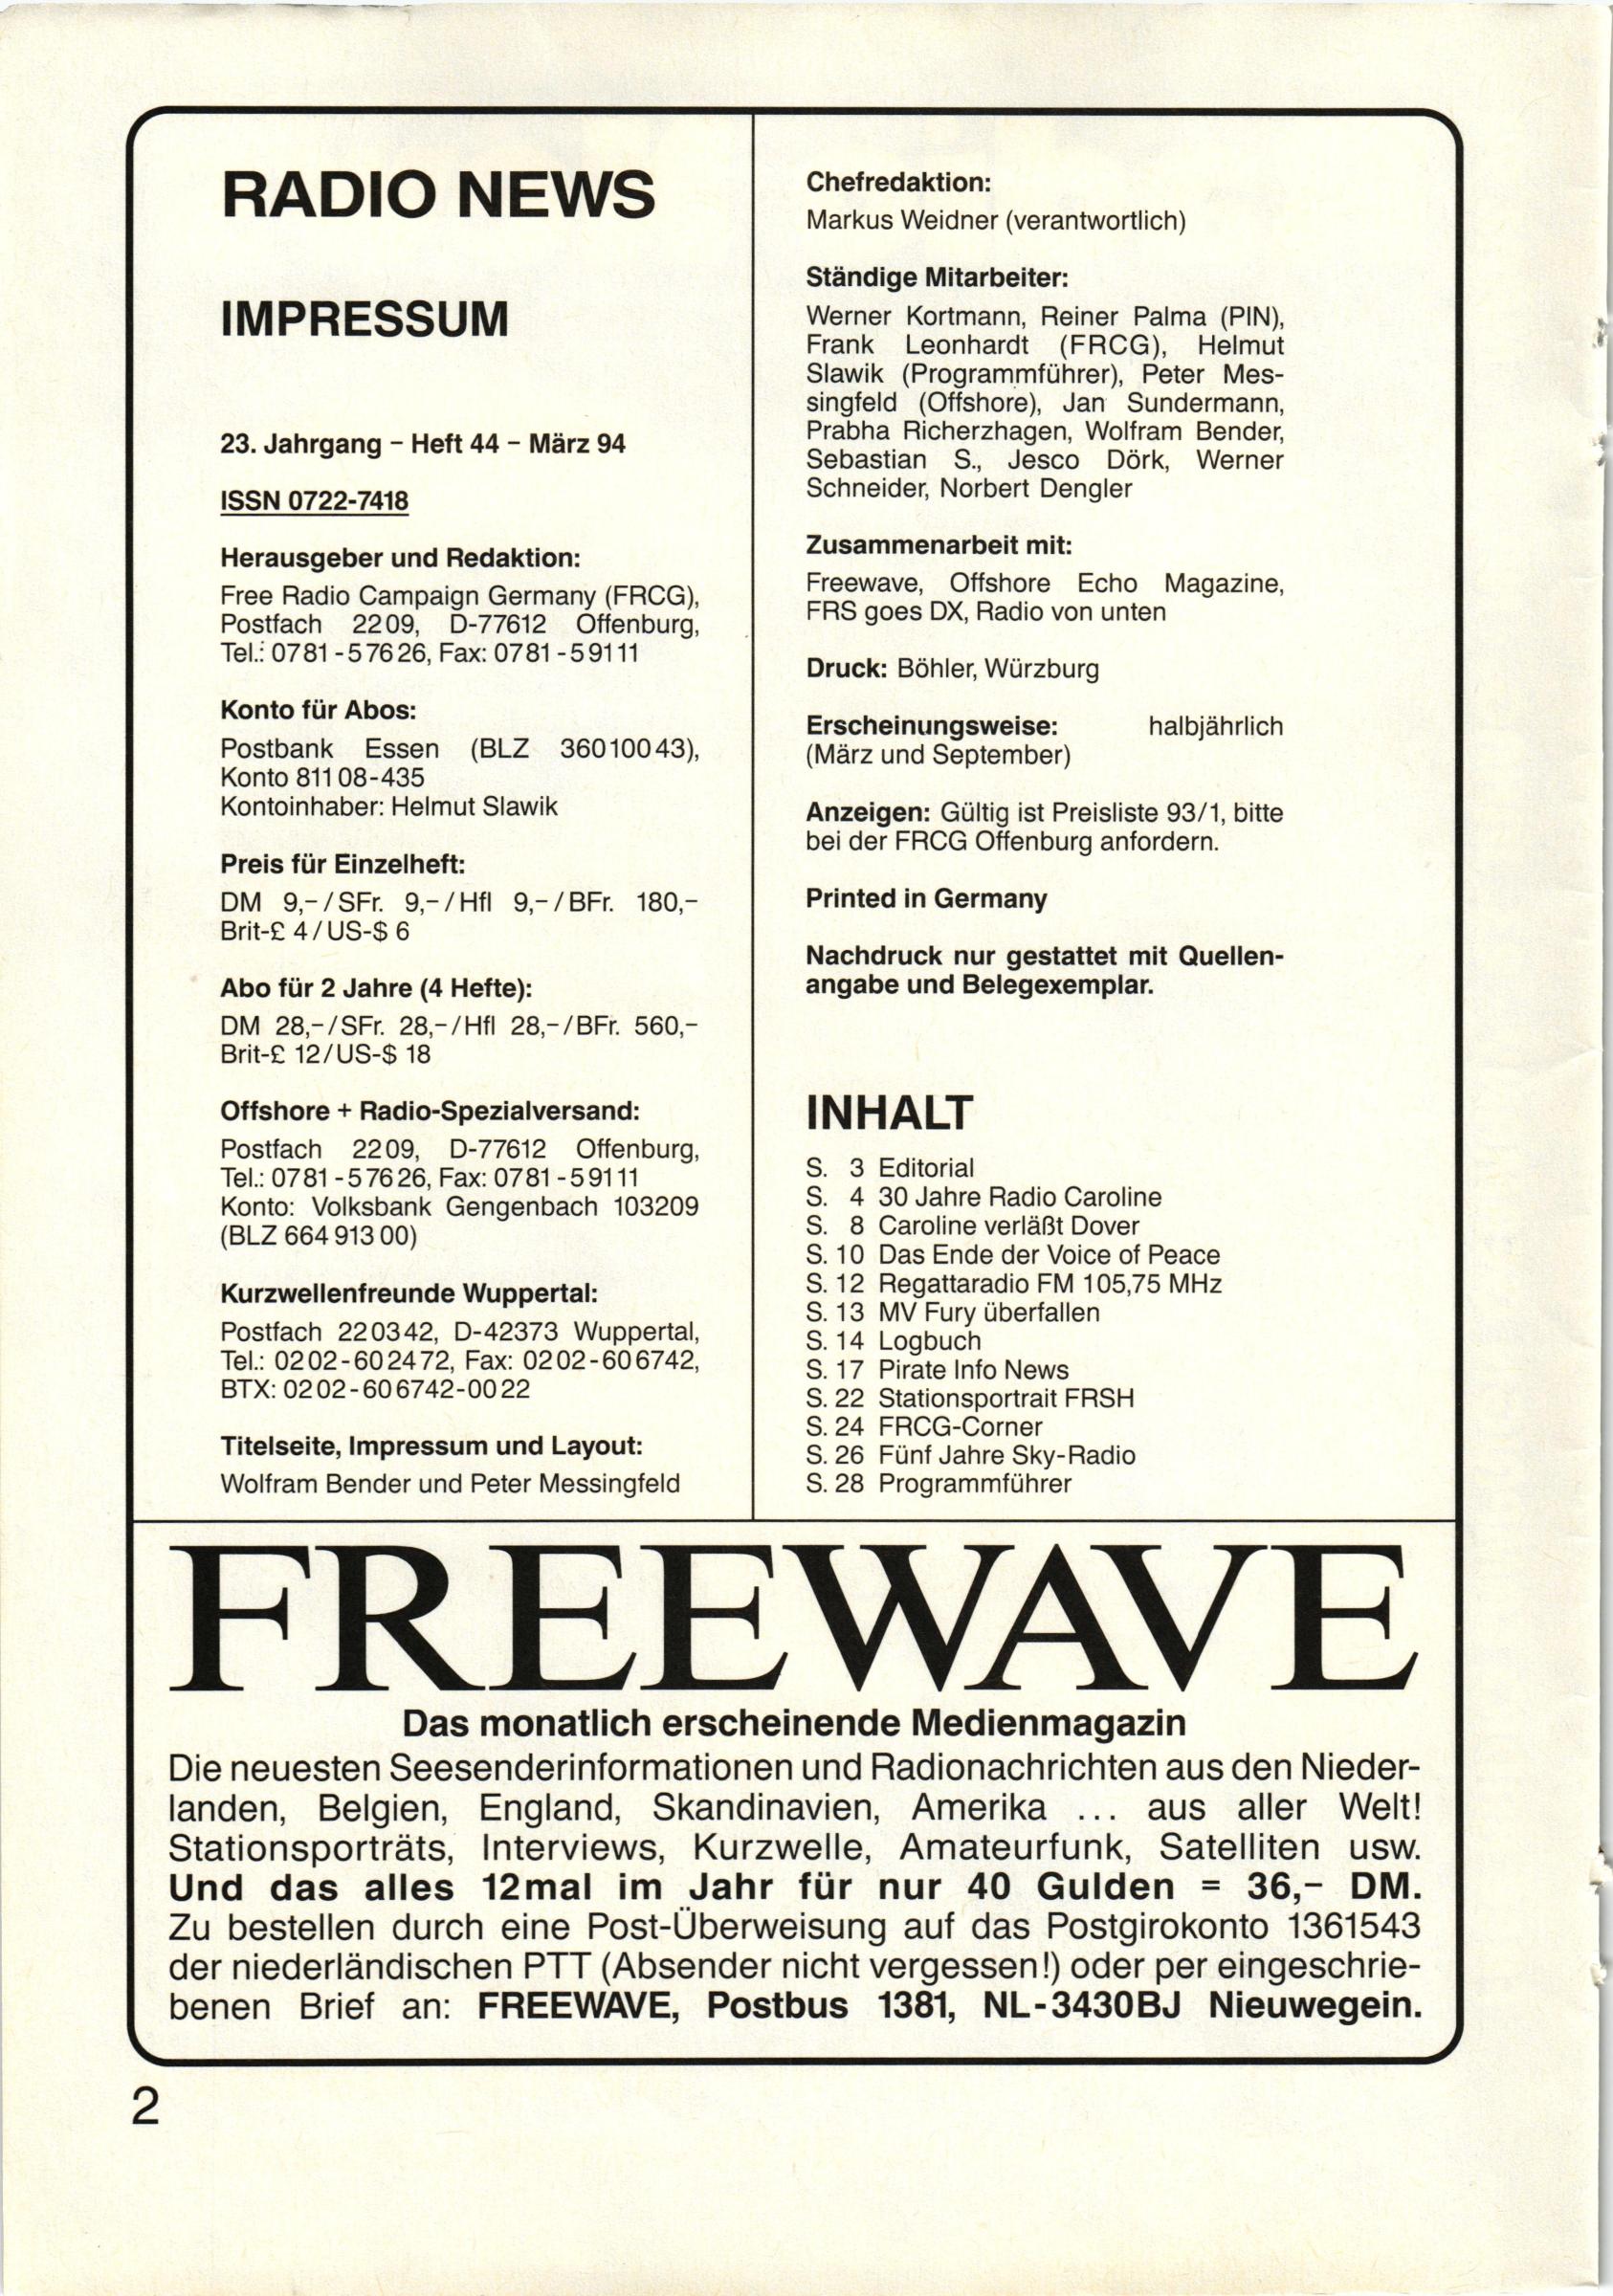 RADIO NEWS
IMPRESSUM
23. Jahrgang – Heft 44 – März 94
ISSN 0722-7418
Herausgeber und Redaktion:
Free Radio Campaign Germany (FRCG),
Postfach 2209, D-77612 Offenburg,
Tel.: 0781-57626, Fax: 0781-59111
Konto für Abos:
Postbank Essen (BLZ 36010043),
Konto 81108-435
Kontoinhaber: Helmut Slawik
Preis für Einzelheft:
DM 9,–/SFr. 9,–/Hfl 9,–/BFr. 180,–
Brit-£ 4/US-$ 6
Abo für 2 Jahre (4 Hefte):
DM 28,–/SFr. 28,–/Hfl 28,–/BFr. 560,–
Brit-£ 12/US-$ 18
Offshore + Radio-Spezialversand:
Postfach 2209, D-77612 Offenburg,
Tel.: 0781-57626, Fax: 0781-59111
Konto: Volksbank Gengenbach 103209
(BLZ 664 913 00)
Kurzwellenfreunde Wuppertal:
Postfach 220342, D-42373 Wuppertal,
Tel.: 0202-602472, Fax: 0202-606742,
BTX: 0202-606742-0022
Titelseite, Impressum und Layout:
Wolfram Bender und Peter Messingfeld
Chefredaktion:
Markus Weidner (verantwortlich)
Ständige Mitarbeiter:
Werner Kortmann, Reiner Palma (PIN),
Frank Leonhardt (FRCG), Helmut
Slawik (Programmführer), Peter Mes-
singfeld (Offshore), Jan Sundermann,
Prabha Richerzhagen, Wolfram Bender,
Sebastian S., Jesco Dörk, Werner
Schneider, Norbert Dengler
Zusammenarbeit mit:
Freewave, Offshore Echo Magazine,
FRS goes DX, Radio von unten
Druck: Böhler, Würzburg
Erscheinungsweise: halbjährlich
(März und September)
Anzeigen: Gültig ist Preisliste 93/1, bitte
bei der FRCG Offenburg anfordern.
Printed in Germany
Nachdruck nur gestattet mit Quellen-
angabe und Belegexemplar.
INHALT
S. 3 Editorial
S. 4 30 Jahre Radio Caroline
S. 8 Caroline verläßt Dover
S. 10 Das Ende der Voice of Peace
S. 12 Regattaradio FM 105,75 MHz
S. 13 MV Fury überfallen
S. 14 Logbuch
S. 17 Pirate Info News
S. 22 Stationsportrait FRSH
S. 24 FRCG-Corner
S. 26 Fünf Jahre Sky-Radio
S. 28 Programmführer
FREEWAVE
Das monatlich erscheinende Medienmagazin
Die neuesten Seesenderinformationen und Radionachrichten aus den Nieder-
landen, Belgien, England, Skandinavien, Amerika ... aus aller Welt!
Stationsporträts, Interviews, Kurzwelle, Amateurfunk, Satelliten usw.
Und das alles 12mal im Jahr für nur 40 Gulden = 36,– DM.
Zu bestellen durch eine Post-Überweisung auf das Postgirokonto 1361543
der niederländischen PTT (Absender nicht vergessen!) oder per eingeschrie-
benen Brief an: FREEWAVE, Postbus 1381, NL-3430BJ Nieuwegein.
2